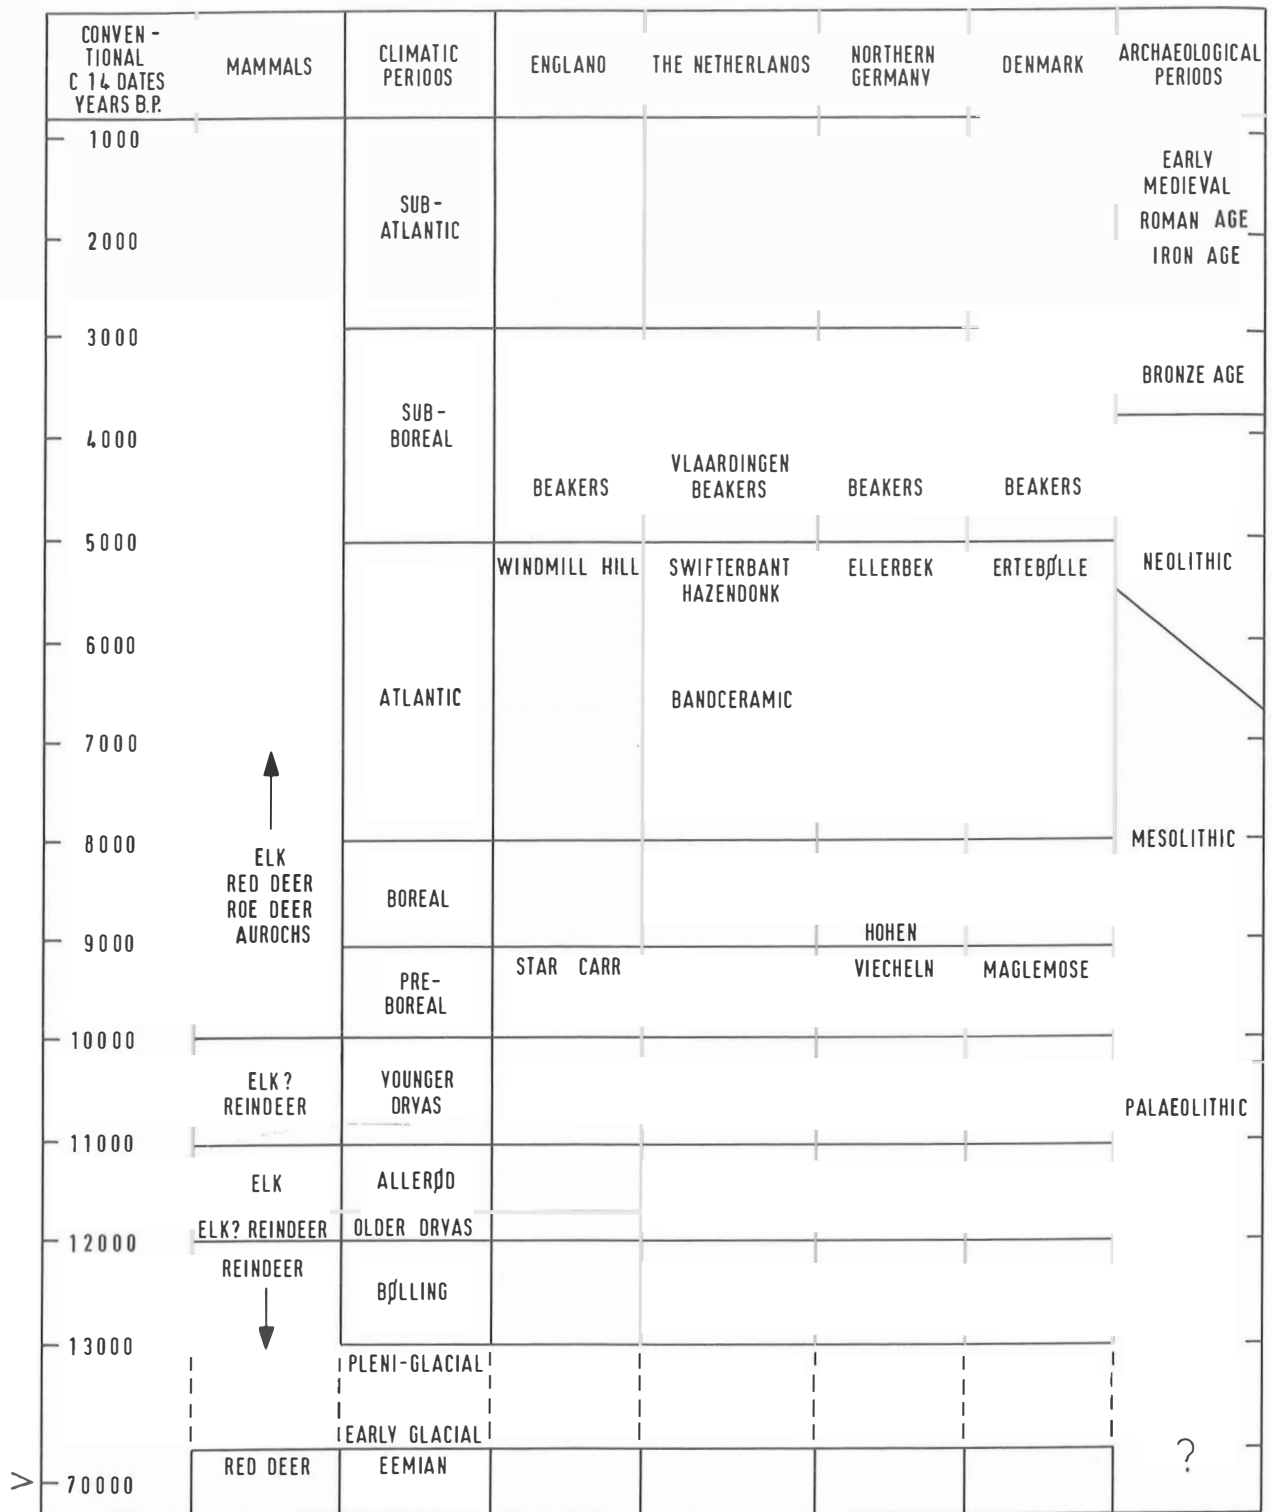 CONVEN-
TIONAL
C 14 DATES
YEARS B.P.
MAMMALS
CLIMATIC
PERIODS
ENGLAND
THE NETHERLANDS
NORTHERN
GERMANY
DENMARK
ARCHAEOLOGICAL
PERIODS
1000
EARLY
MEDIEVAL
SUB-
ATLANTIC
ROMAN AGE
2000
IRON AGE
3000
BRONZE AGE
SUB-
BOREAL
4000
VLAARDINGEN
BEAKERS
BEAKERS
BEAKERS
BEAKERS
5000
WINDMILL HILL
SWIFTERBANT
HAZENDONK
ELLERBEK
ERTEBØLLE
NEOLITHIC
6000
ATLANTIC
BANDCERAMIC
7000
8000
MESOLITHIC
ELK
RED DEER
ROE DEER
AUROCHS
BOREAL
9000
HOHEN
VIECHELN
STAR CARR
MAGLEMOSE
PRE-
BOREAL
10000
ELK?
REINDEER
YOUNGER
DRYAS
PALAEOLITHIC
11000
ELK
ALLERØD
ELK? REINDEER
OLDER DRYAS
12000
REINDEER
BØLLING
13000
PLENI-GLACIAL
EARLY GLACIAL
RED DEER
EEMIAN
?
> 70000